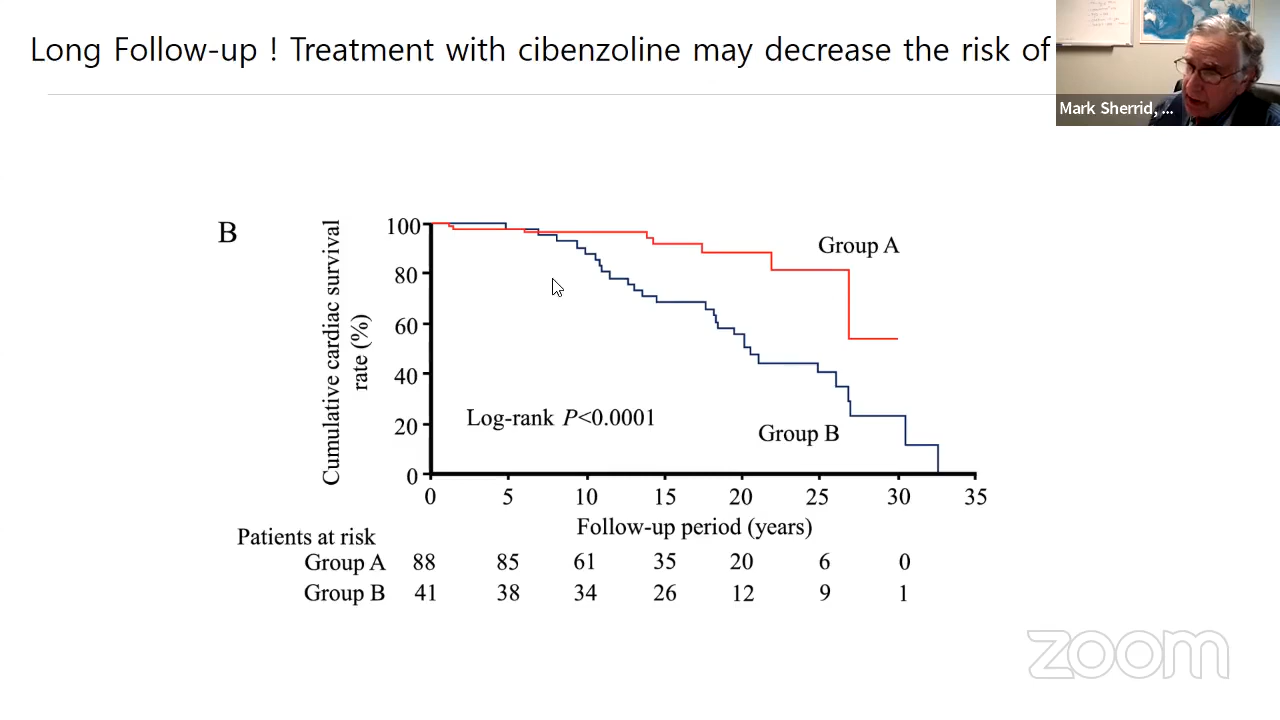 Long Follow-up ! Treatment with cibenzoline may decrease the risk of
Mark Sherrid, ...
B
Cumulative cardiac survival
rate (%)
100
80
60
40
20
0
Group A
Log-rank P<0.0001
Group B
0 5 10 15 20 25 30 35
Follow-up period (years)
Patients at risk
Group A 88 85 61 35 20 6 0
Group B 41 38 34 26 12 9 1
zoom